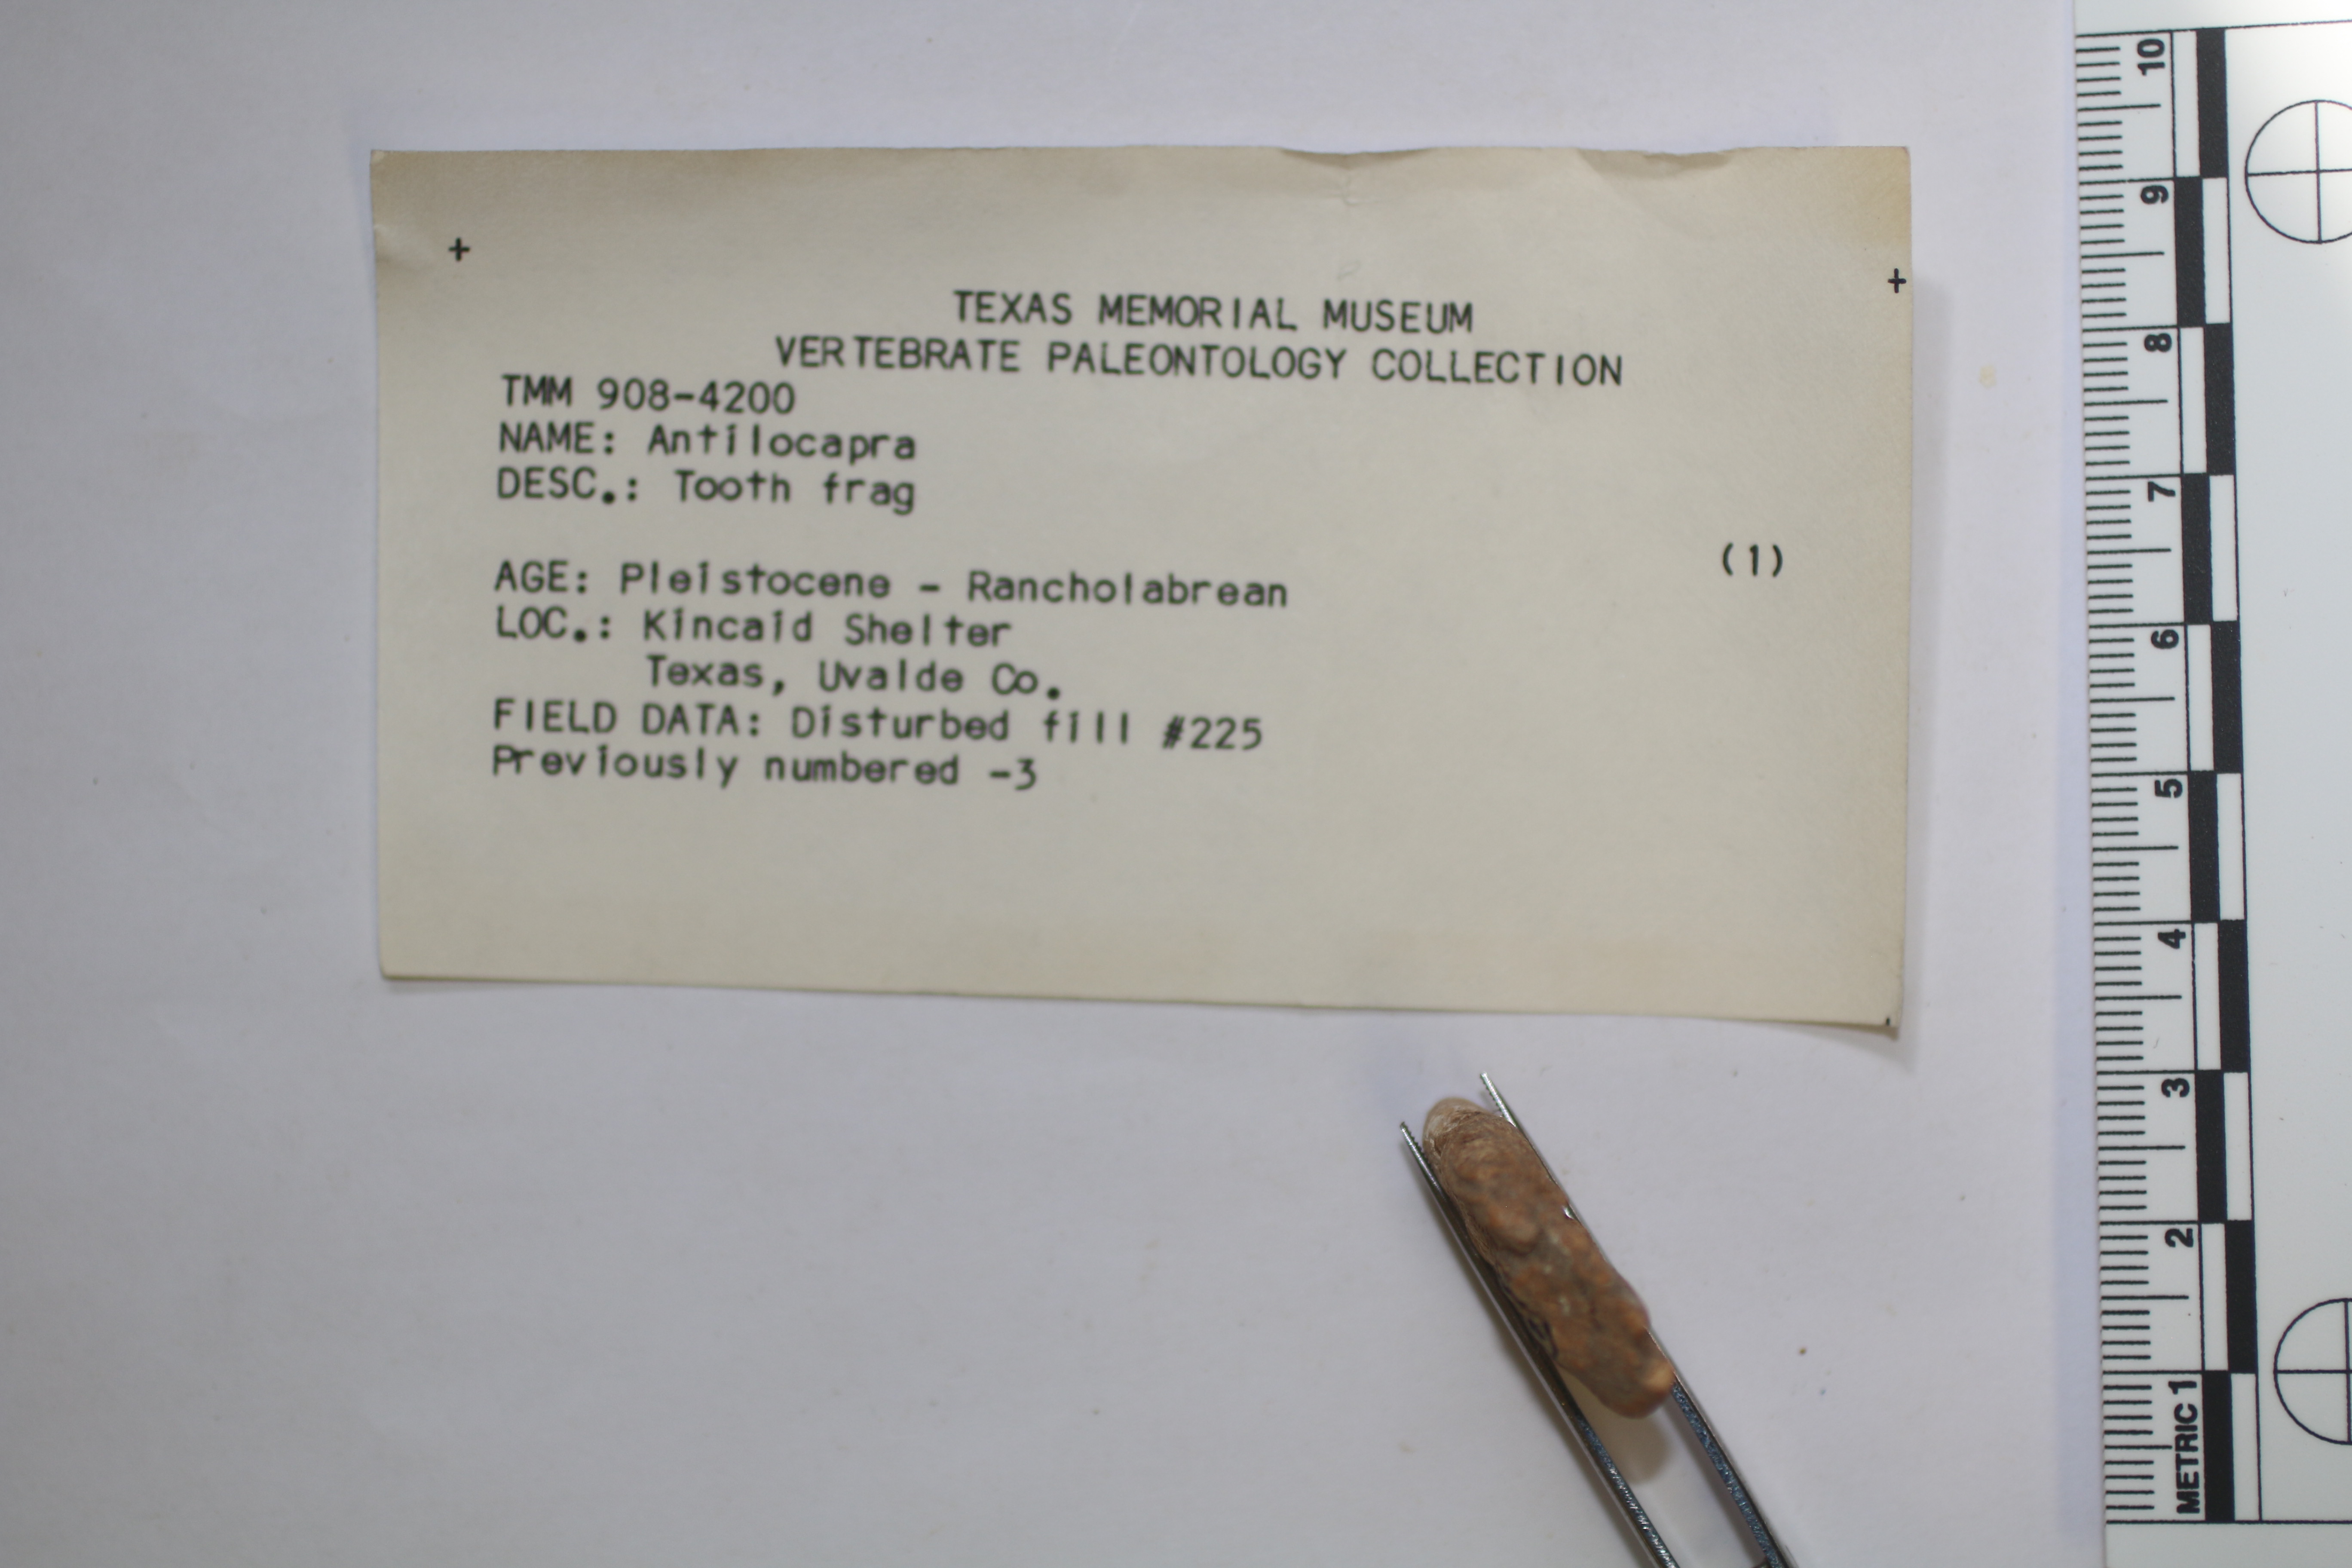 TEXAS MEMORIAL MUSEUM
VERTEBRATE PALEONTOLOGY COLLECTION
TMM 908-4200
NAME: Antilocapra
DESC.: Tooth frag
(1)
AGE: Pleistocene - Rancholabrean
LOC.: Kincaid Shelter
Texas, Uvalde Co.
FIELD DATA: Disturbed fill #225
Previously numbered -3
10
9
8
7
6
5
4
3
2
METRIC 1